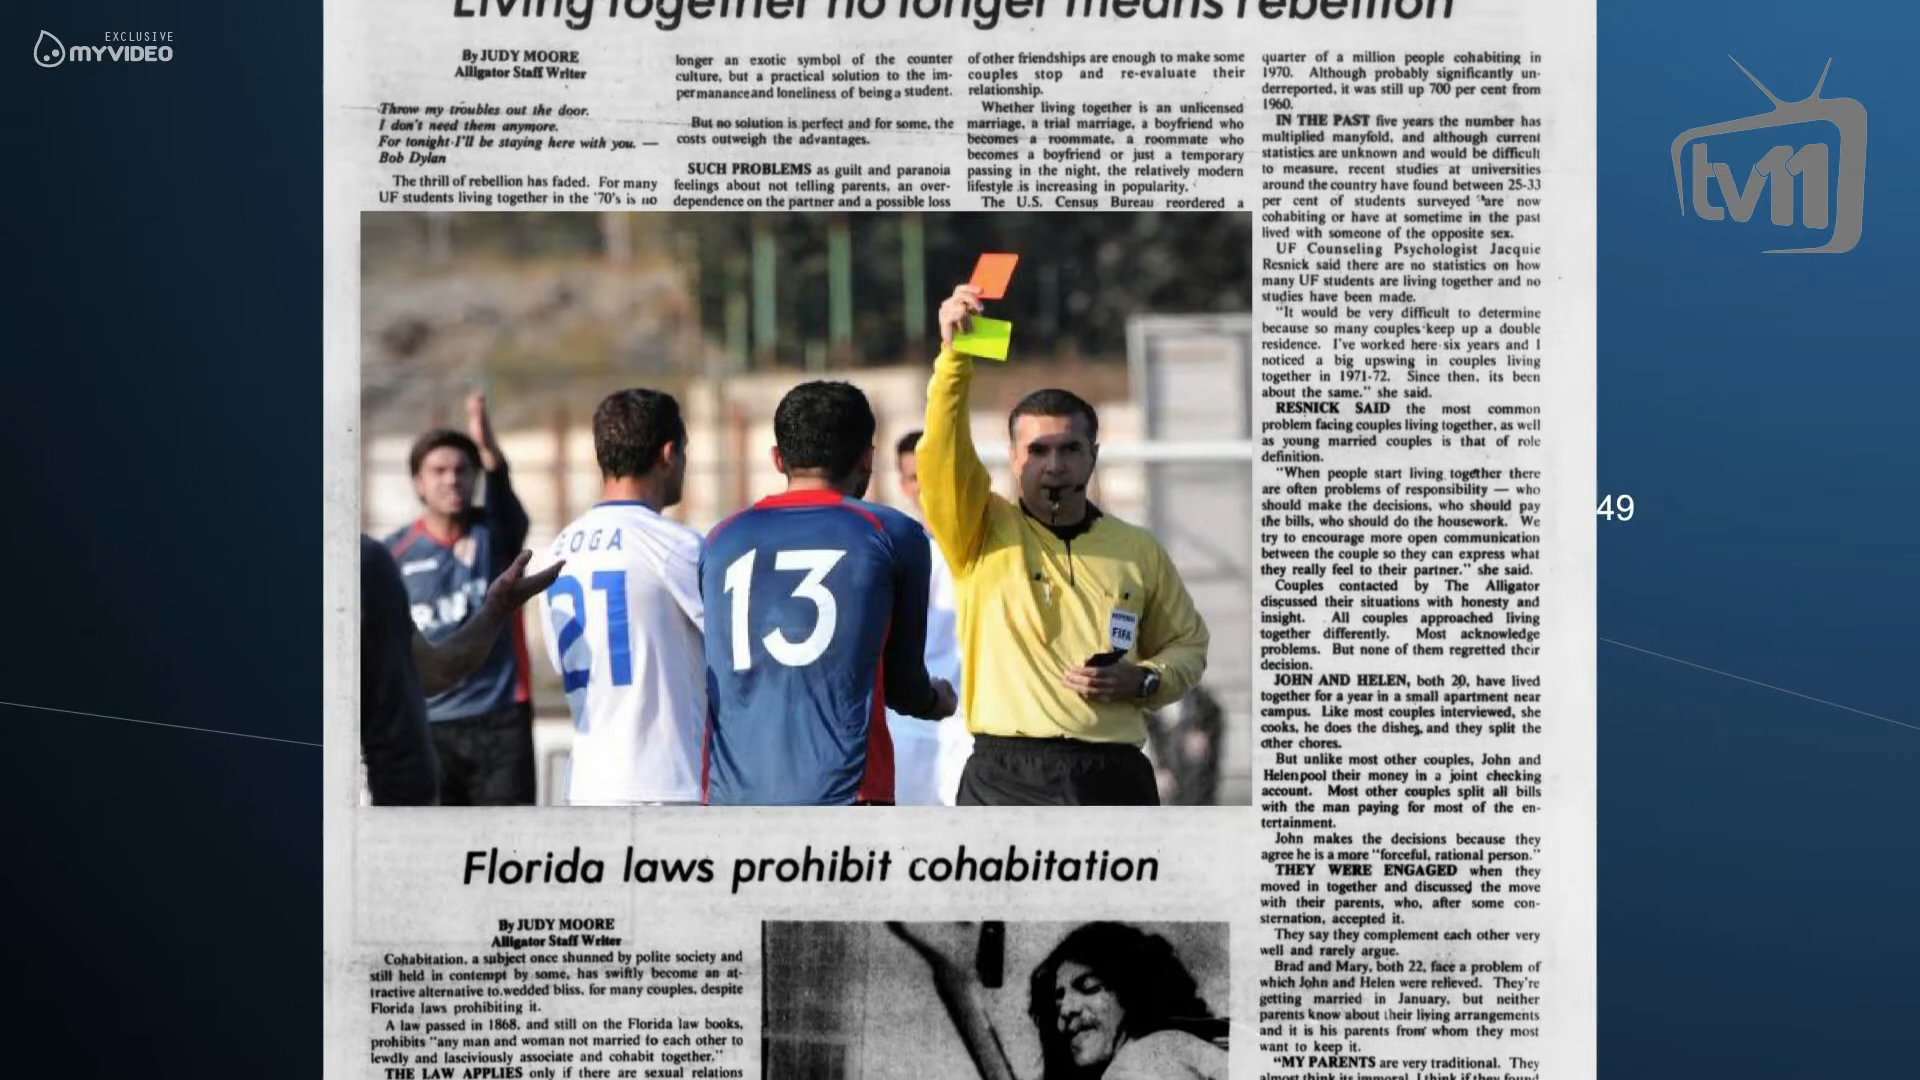 EXCLUSIVE
MYVIDEO
tv11
Living together no longer means rebellion
By JUDY MOORE
Alligator Staff Writer
Throw my troubles out the door.
I don't need them anymore.
For tonight I'll be staying here with you. —
Bob Dylan
The thrill of rebellion has faded. For many
UF students living together in the '70's is no
longer an exotic symbol of the counter
culture, but a practical solution to the im-
permanance and loneliness of being a student.
But no solution is perfect and for some, the
costs outweigh the advantages.
SUCH PROBLEMS as guilt and paranoia
feelings about not telling parents, an over-
dependence on the partner and a possible loss
of other friendships are enough to make some
couples stop and re-evaluate their
relationship.
Whether living together is an unlicensed
marriage, a trial marriage, a boyfriend who
becomes a roommate, a roommate who
becomes a boyfriend or just a temporary
passing in the night, the relatively modern
lifestyle is increasing in popularity.
The U.S. Census Bureau reordered a
quarter of a million people cohabiting in
1970. Although probably significantly un-
derreported, it was still up 700 per cent from
1960.
IN THE PAST five years the number has
multiplied manyfold, and although current
statistics are unknown and would be difficult
to measure, recent studies at universities
around the country have found between 25-33
per cent of students surveyed are now
cohabiting or have at sometime in the past
lived with someone of the opposite sex.
UF Counseling Psychologist Jacquie
Resnick said there are no statistics on how
many UF students are living together and no
studies have been made.
"It would be very difficult to determine
because so many couples keep up a double
residence. I've worked here six years and I
noticed a big upswing in couples living
together in 1971-72. Since then, its been
about the same." she said.
RESNICK SAID the most common
problem facing couples living together, as well
as young married couples is that of role
definition.
"When people start living together there
are often problems of responsibility — who
should make the decisions, who should pay
the bills, who should do the housework. We
try to encourage more open communication
between the couple so they can express what
they really feel to their partner." she said.
Couples contacted by The Alligator
discussed their situations with honesty and
insight. All couples approached living
together differently. Most acknowledge
problems. But none of them regretted their
decision.
JOHN AND HELEN, both 20, have lived
together for a year in a small apartment near
campus. Like most couples interviewed, she
cooks, he does the dishes, and they split the
other chores.
But unlike most other couples, John and
Helen pool their money in a joint checking
account. Most other couples split all bills
with the man paying for most of the en-
tertainment.
John makes the decisions because they
agree he is a more "forceful, rational person."
THEY WERE ENGAGED when they
moved in together and discussed the move
with their parents, who, after some con-
sternation, accepted it.
They say they complement each other very
well and rarely argue.
Brad and Mary, both 22, face a problem of
which John and Helen were relieved. They're
getting married in January, but neither
parents know about their living arrangements
and it is his parents from whom they most
want to keep it.
"MY PARENTS are very traditional. They
almost think its immoral. I think if they found
49
GOGA
21
13
REFEREE
FIFA
Florida laws prohibit cohabitation
By JUDY MOORE
Alligator Staff Writer
Cohabitation, a subject once shunned by polite society and
still held in contempt by some, has swiftly become an at-
tractive alternative to wedded bliss, for many couples, despite
Florida laws prohibiting it.
A law passed in 1868, and still on the Florida law books,
prohibits "any man and woman not married to each other to
lewdly and lasciviously associate and cohabit together."
THE LAW APPLIES only if there are sexual relations